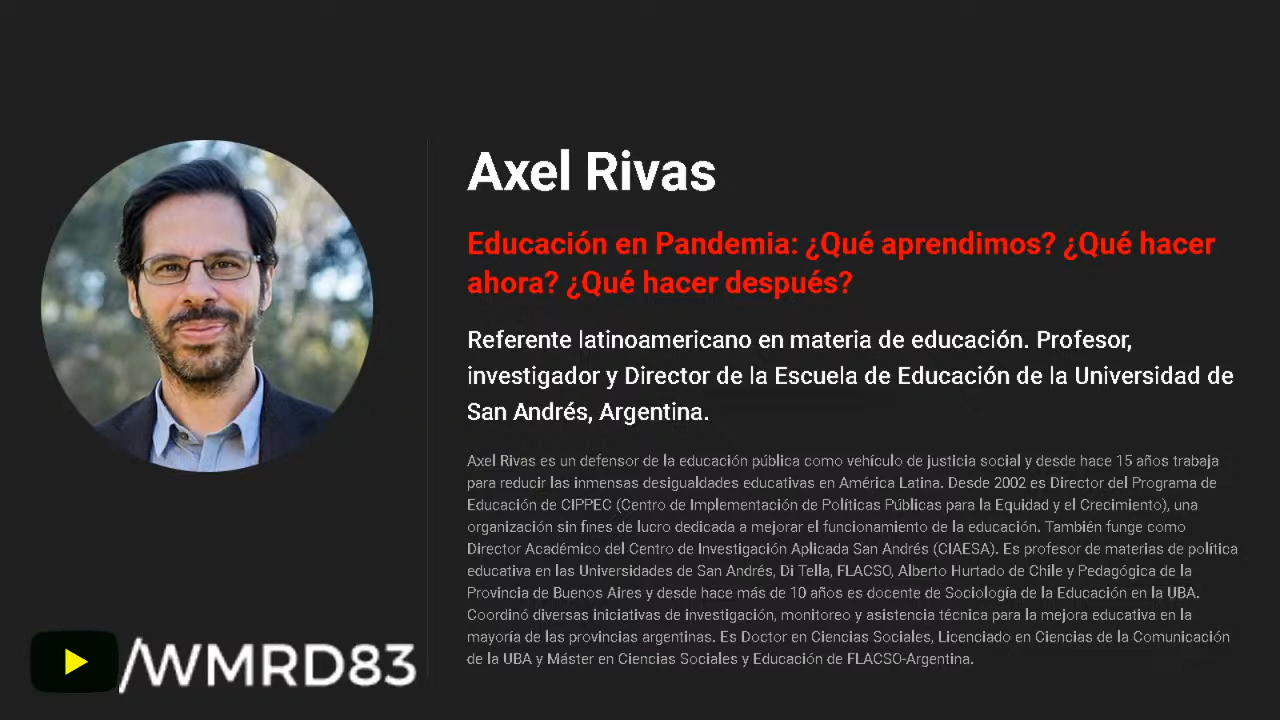 Axel Rivas
Educación en Pandemia: ¿Qué aprendimos? ¿Qué hacer
ahora? ¿Qué hacer después?
Referente latinoamericano en materia de educación. Profesor,
investigador y Director de la Escuela de Educación de la Universidad de
San Andrés, Argentina.
Axel Rivas es un defensor de la educación pública como vehículo de justicia social y desde hace 15 años trabaja
para reducir las inmensas desigualdades educativas en América Latina. Desde 2002 es Director del Programa de
Educación de CIPPEC (Centro de Implementación de Políticas Públicas para la Equidad y el Crecimiento), una
organización sin fines de lucro dedicada a mejorar el funcionamiento de la educación. También funge como
Director Académico del Centro de Investigación Aplicada San Andrés (CIAESA). Es profesor de materias de política
educativa en las Universidades de San Andrés, Di Tella, FLACSO, Alberto Hurtado de Chile y Pedagógica de la
Provincia de Buenos Aires y desde hace más de 10 años es docente de Sociología de la Educación en la UBA.
Coordinó diversas iniciativas de investigación, monitoreo y asistencia técnica para la mejora educativa en la
mayoría de las provincias argentinas. Es Doctor en Ciencias Sociales, Licenciado en Ciencias de la Comunicación
de la UBA y Máster en Ciencias Sociales y Educación de FLACSO-Argentina.
/WMRD83